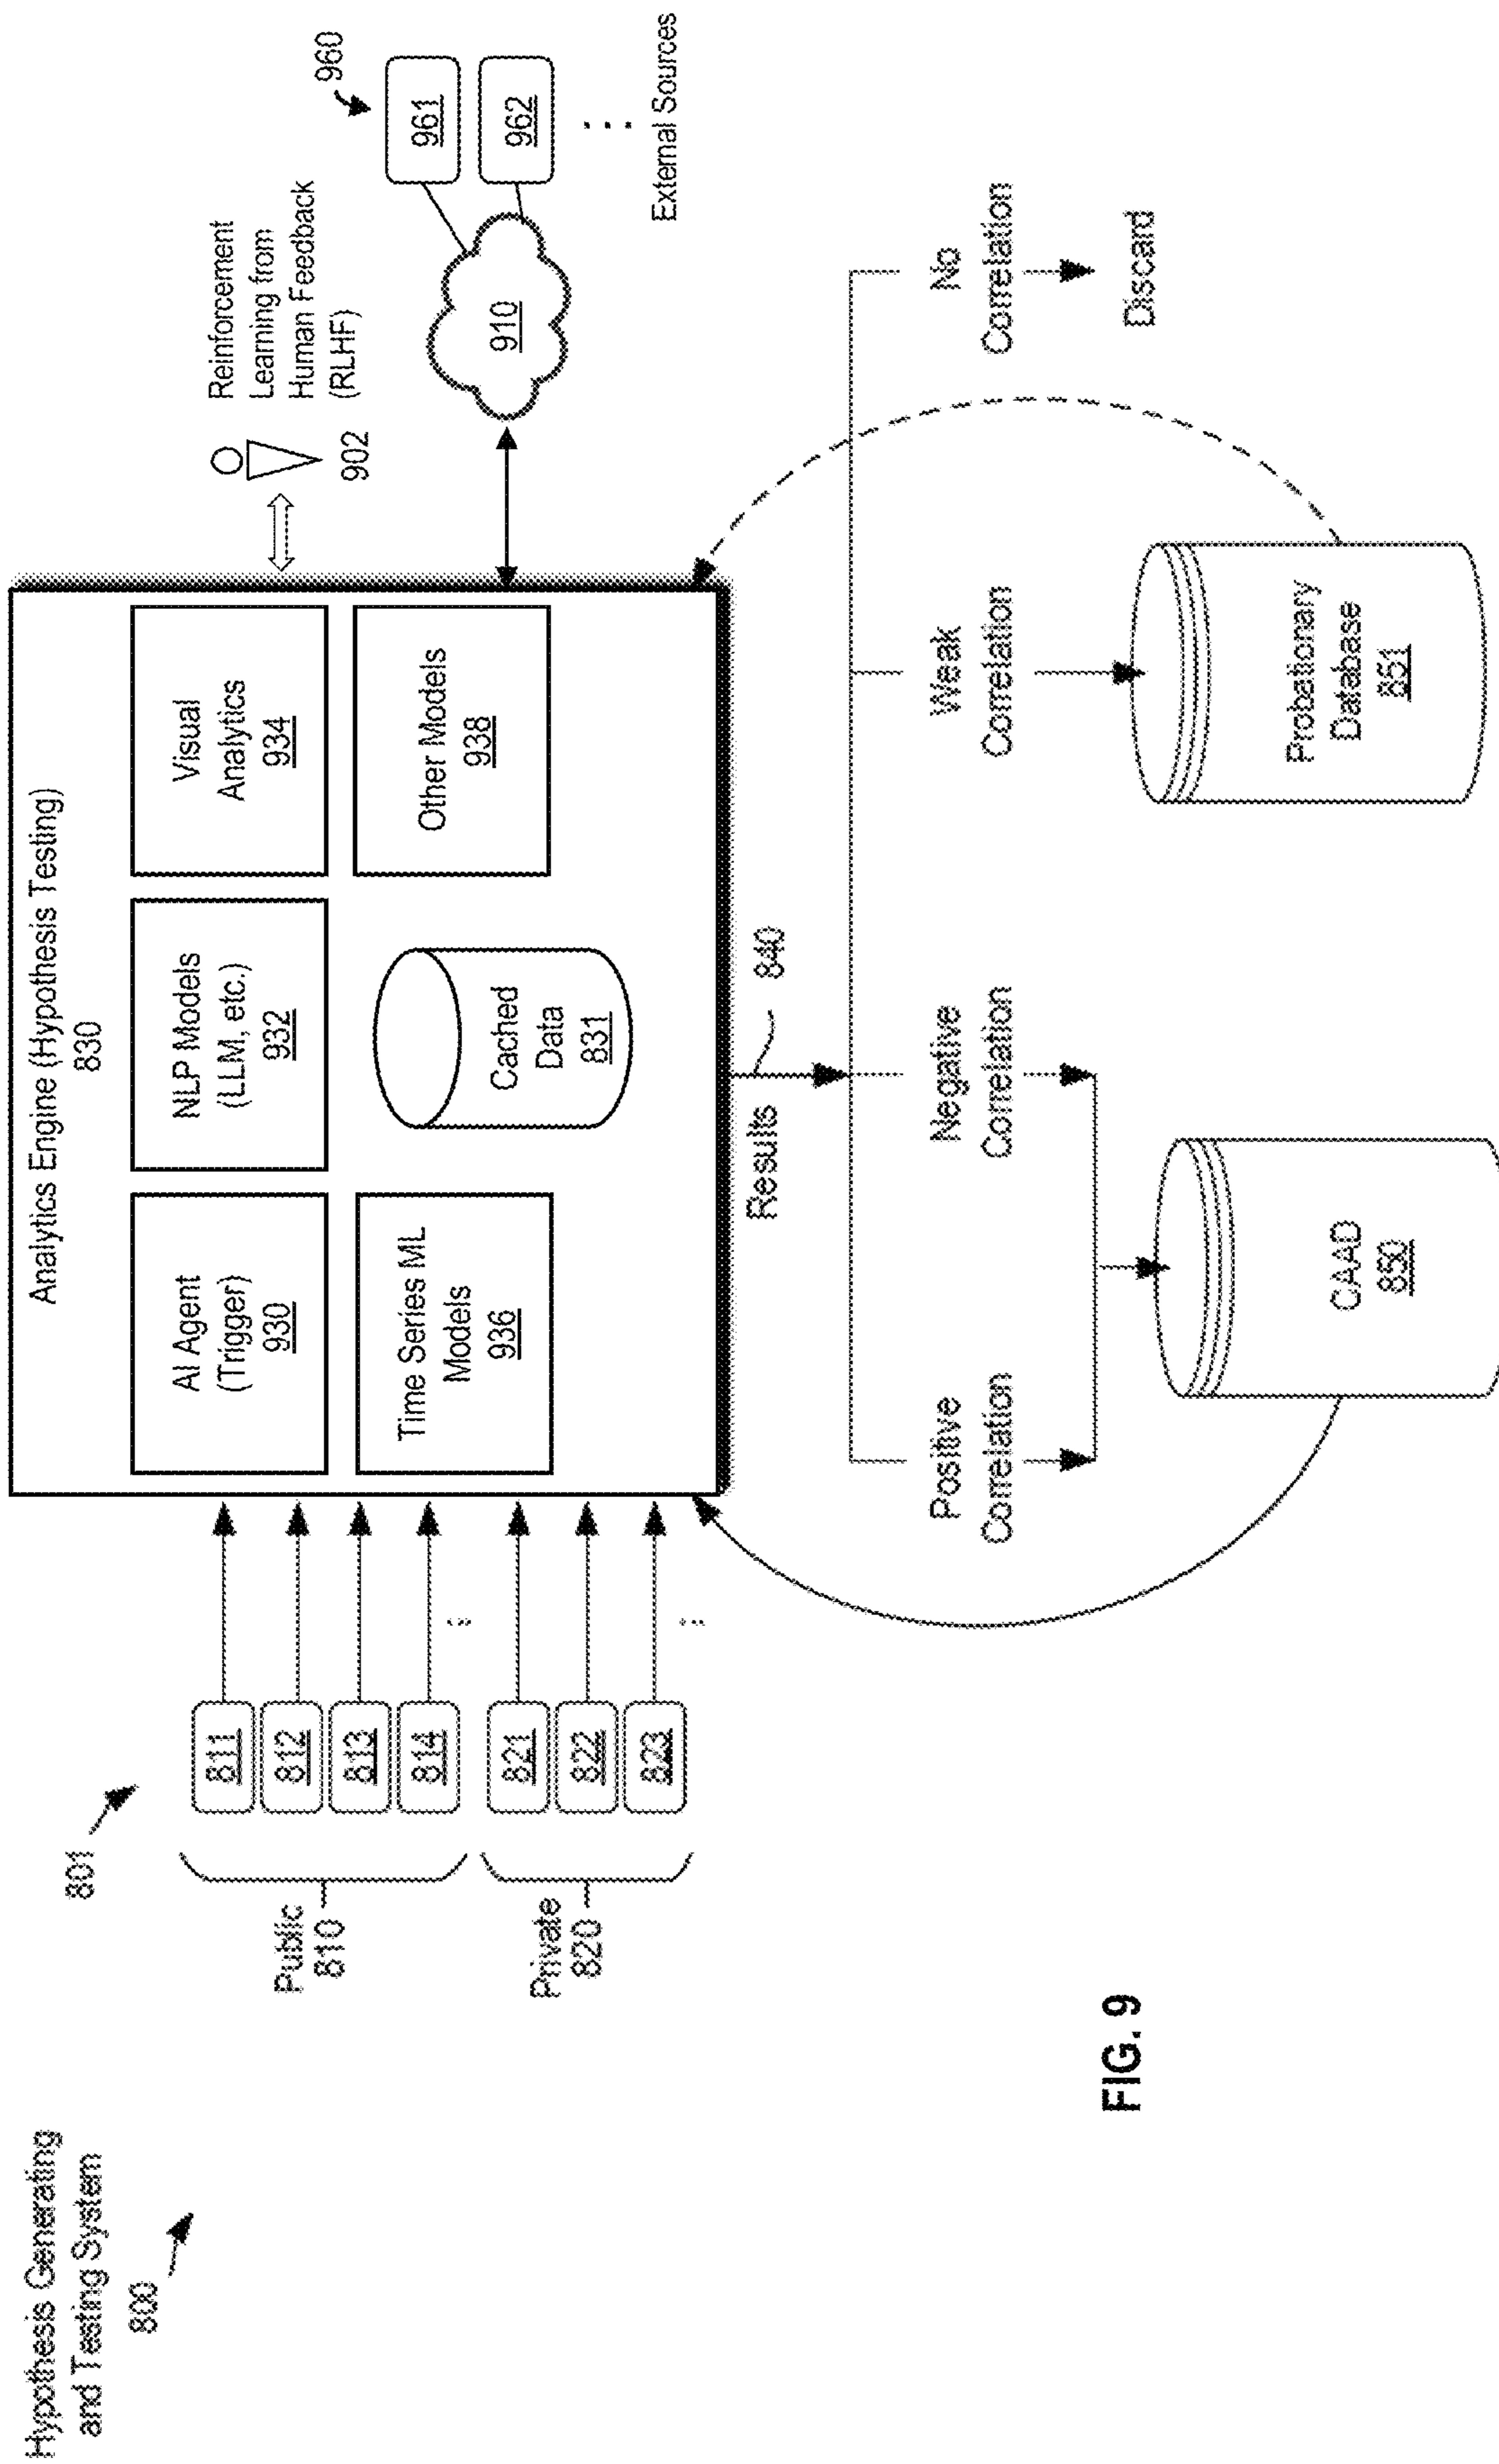 Hypothesis Generating
and Testing System
800
801
Public
810
811
812
813
814
Private
820
821
822
823
Analytics Engine (Hypothesis Testing)
830
AI Agent
(Trigger)
930
NLP Models
(LLM, etc.)
932
Visual
Analytics
934
Time Series ML
Models
936
Cached
Data
831
Other Models
938
Reinforcement
Learning from
Human Feedback
(RLHF)
902
910
960
961
962
External Sources
Results
840
Positive
Correlation
Negative
Correlation
Weak
Correlation
No
Correlation
Discard
CAAD
850
Probationary
Database
851
FIG. 9